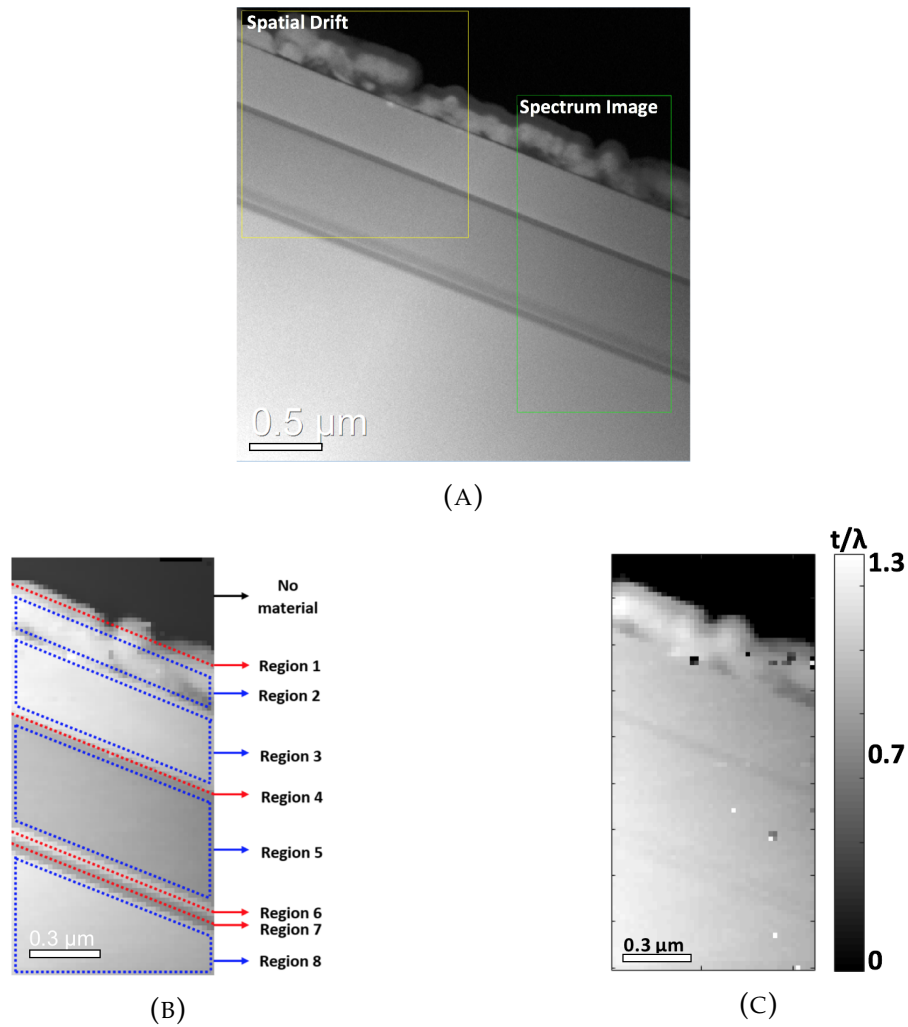 Spatial Drift
Spectrum Image
0.5 µm
(A)
No
material
Region 1
Region 2
Region 3
Region 4
Region 5
Region 6
Region 7
Region 8
0.3 µm
(B)
t/λ
1.3
0.7
0
0.3 µm
(C)